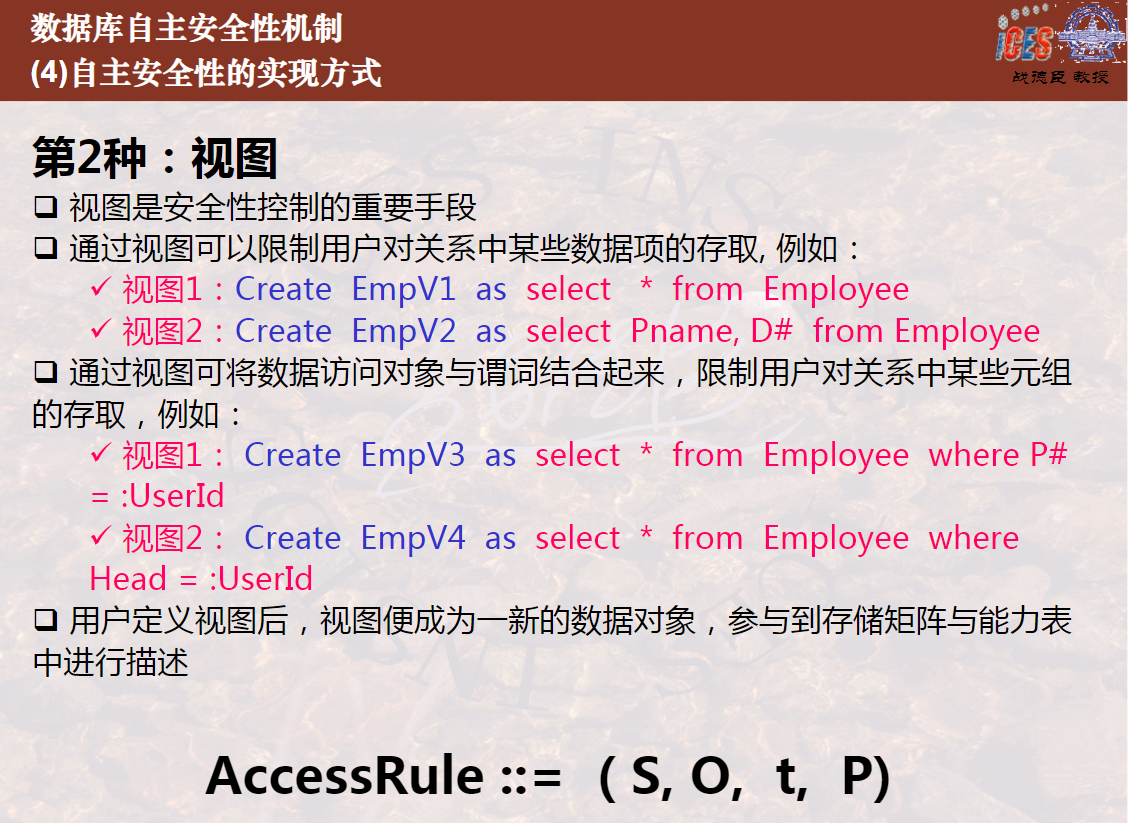 数据库自主安全性机制
(4)自主安全性的实现方式
iCES
战德臣 教授
第2种：视图
❑ 视图是安全性控制的重要手段
❑ 通过视图可以限制用户对关系中某些数据项的存取, 例如：
✓ 视图1：Create EmpV1 as select * from Employee
✓ 视图2：Create EmpV2 as select Pname, D# from Employee
❑ 通过视图可将数据访问对象与谓词结合起来，限制用户对关系中某些元组
的存取，例如：
✓ 视图1： Create EmpV3 as select * from Employee where P#
= :UserId
✓ 视图2： Create EmpV4 as select * from Employee where
Head = :UserId
❑ 用户定义视图后，视图便成为一新的数据对象，参与到存储矩阵与能力表
中进行描述
AccessRule ::= ( S, O, t, P)